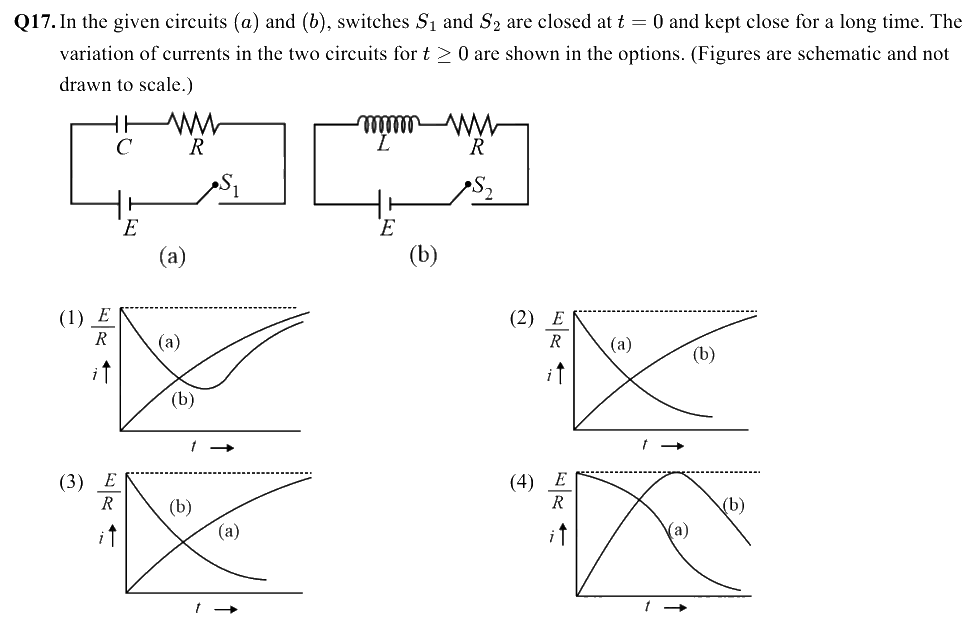 Q17. In the given circuits (a) and (b), switches S₁ and S₂ are closed at t = 0 and kept close for a long time. The
variation of currents in the two circuits for t ≥ 0 are shown in the options. (Figures are schematic and not
drawn to scale.)
C R
S₁
E
(a)
L R
S₂
E
(b)
(1) E/R
i↑
(a)
(b)
t →
(2) E/R
i↑
(a)
(b)
t →
(3) E/R
i↑
(b)
(a)
t →
(4) E/R
i↑
(b)
(a)
t →